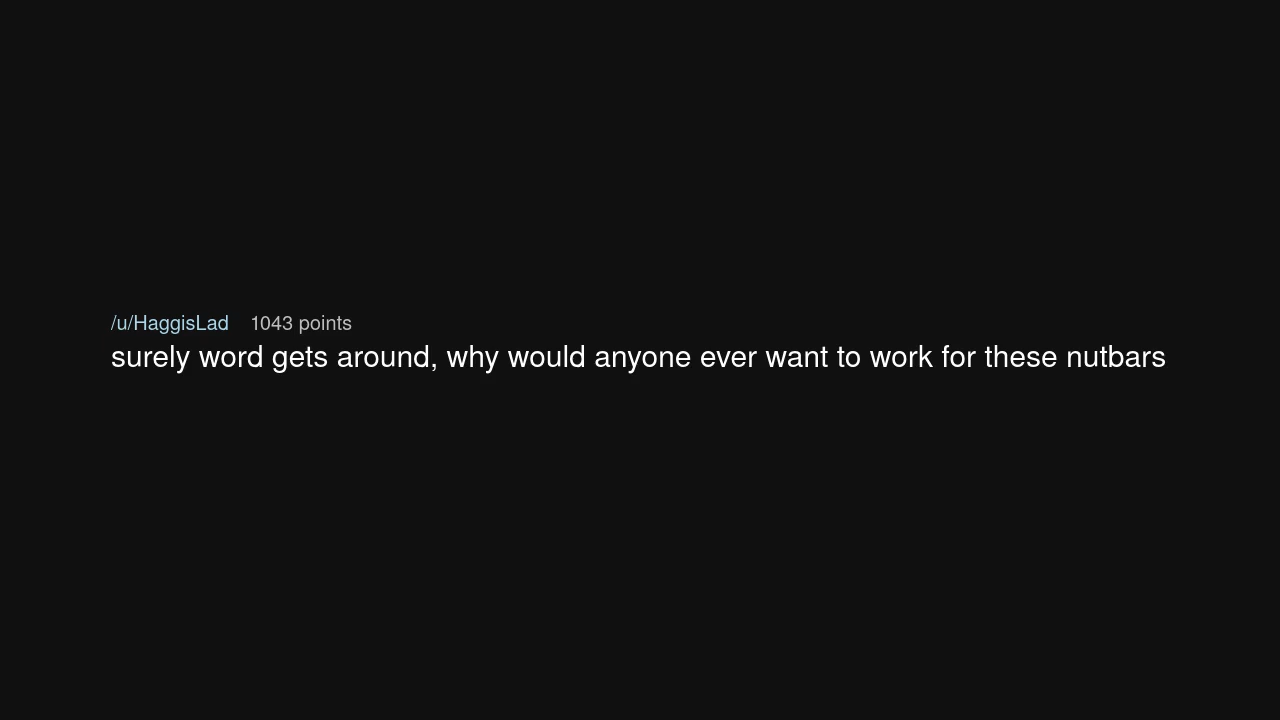 /u/HaggisLad 1043 points
surely word gets around, why would anyone ever want to work for these nutbars